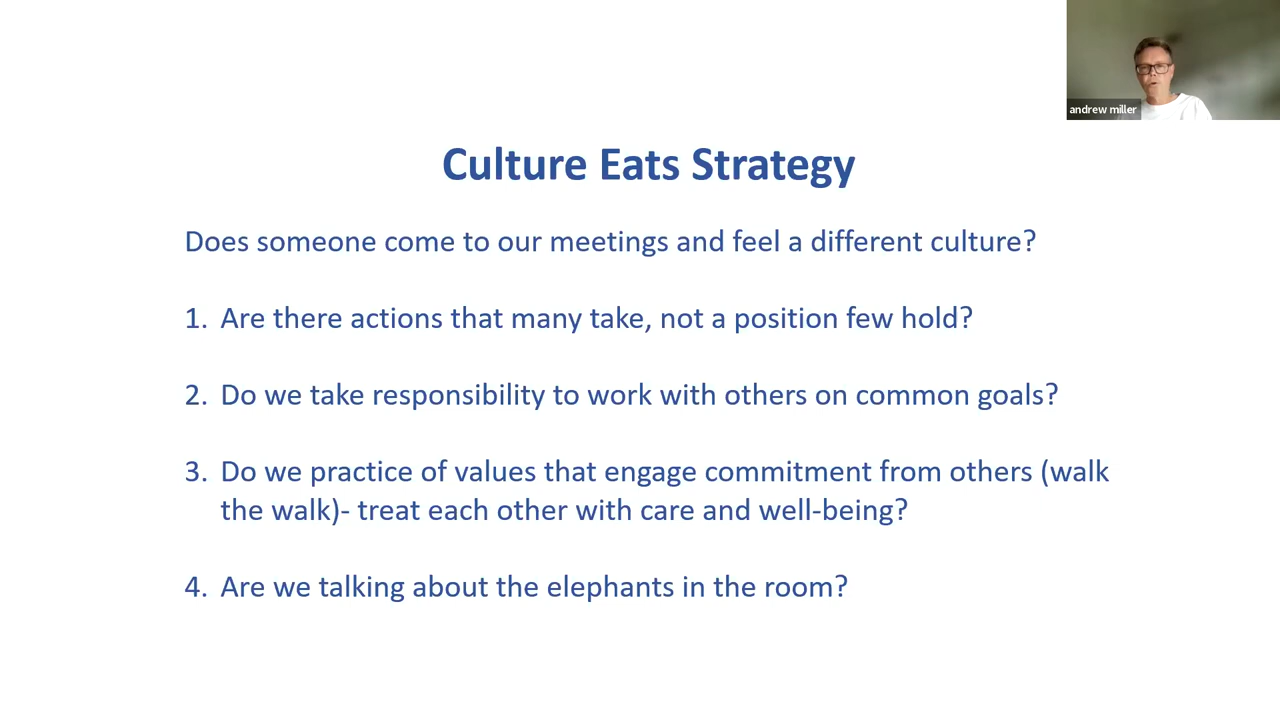 andrew miller
Culture Eats Strategy
Does someone come to our meetings and feel a different culture?
1. Are there actions that many take, not a position few hold?
2. Do we take responsibility to work with others on common goals?
3. Do we practice of values that engage commitment from others (walk
the walk)- treat each other with care and well-being?
4. Are we talking about the elephants in the room?